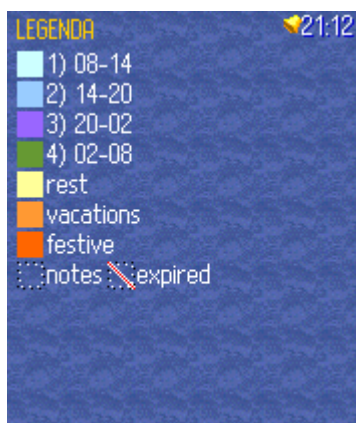 LEGENDA 21:12
1) 08-14
2) 14-20
3) 20-02
4) 02-08
rest
vacations
festive
notes expired